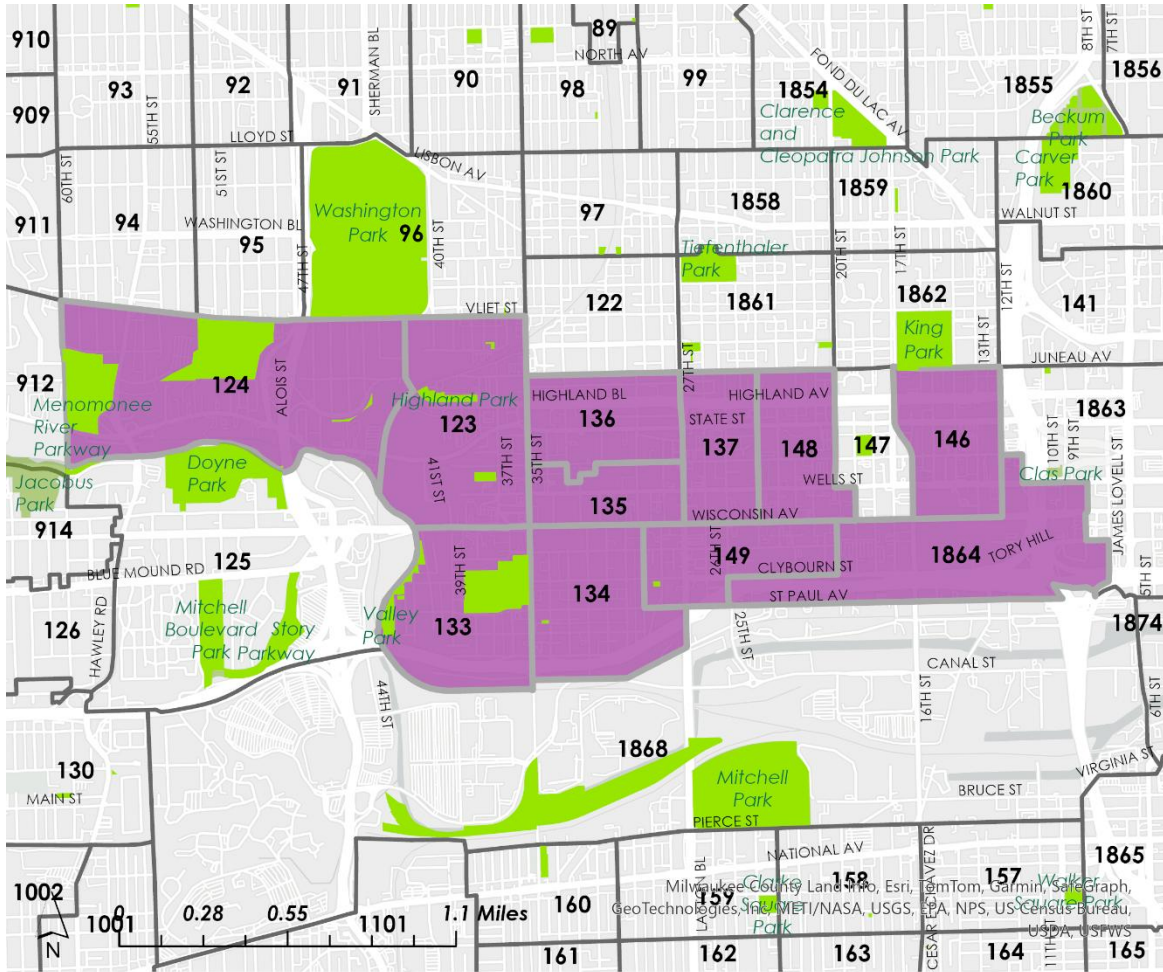 910
93
92
91
90
98
89
NORTH AV
99
FOND DU LAC AV
8TH ST
7TH ST
1856
1855
1854
SHERMAN BL
55TH ST
909
LLOYD ST
Clarence
and
Cleopatra Johnson Park
Beckum
Park
Carver
Park
1860
60TH ST
51ST ST
LISBON AV
911
94
WASHINGTON BL
95
47TH ST
Washington
Park
96
40TH ST
97
1858
1859
WALNUT ST
Tiefenthaler
Park
20TH ST
17TH ST
12TH ST
VLIET ST
122
1861
1862
141
King
Park
13TH ST
JUNEAU AV
27TH ST
912
Menomonee
River
Parkway
124
ALOIS ST
Highland Park
123
HIGHLAND BL
136
HIGHLAND AV
STATE ST
137
148
147
146
1863
10TH ST
9TH ST
JAMES LOVELL ST
Clas Park
37TH ST
35TH ST
41ST ST
WELLS ST
Doyne
Park
Jacobus
Park
914
135
WISCONSIN AV
BLUE MOUND RD
125
39TH ST
26TH ST
149
CLYBOURN ST
1864
TORY HILL
ST PAUL AV
5TH ST
134
133
Valley
Park
126
HAWLEY RD
Mitchell
Boulevard
Park
Story
Parkway
25TH ST
1874
CANAL ST
44TH ST
16TH ST
6TH ST
130
MAIN ST
1868
Mitchell
Park
VIRGINIA ST
BRUCE ST
PIERCE ST
NATIONAL AV
1865
1002
1001
0 0.28 0.55 1.1 Miles
1101
N
160
LAYTON BL
159
Clarke
Square
Park
158
CESAR E CHAVEZ DR
157
Walker
Square Park
Milwaukee County Land Info, Esri, TomTom, Garmin, SafeGraph,
GeoTechnologies, Inc, METI/NASA, USGS, EPA, NPS, US Census Bureau,
USDA, USFWS
161
162
163
164
11TH ST
165